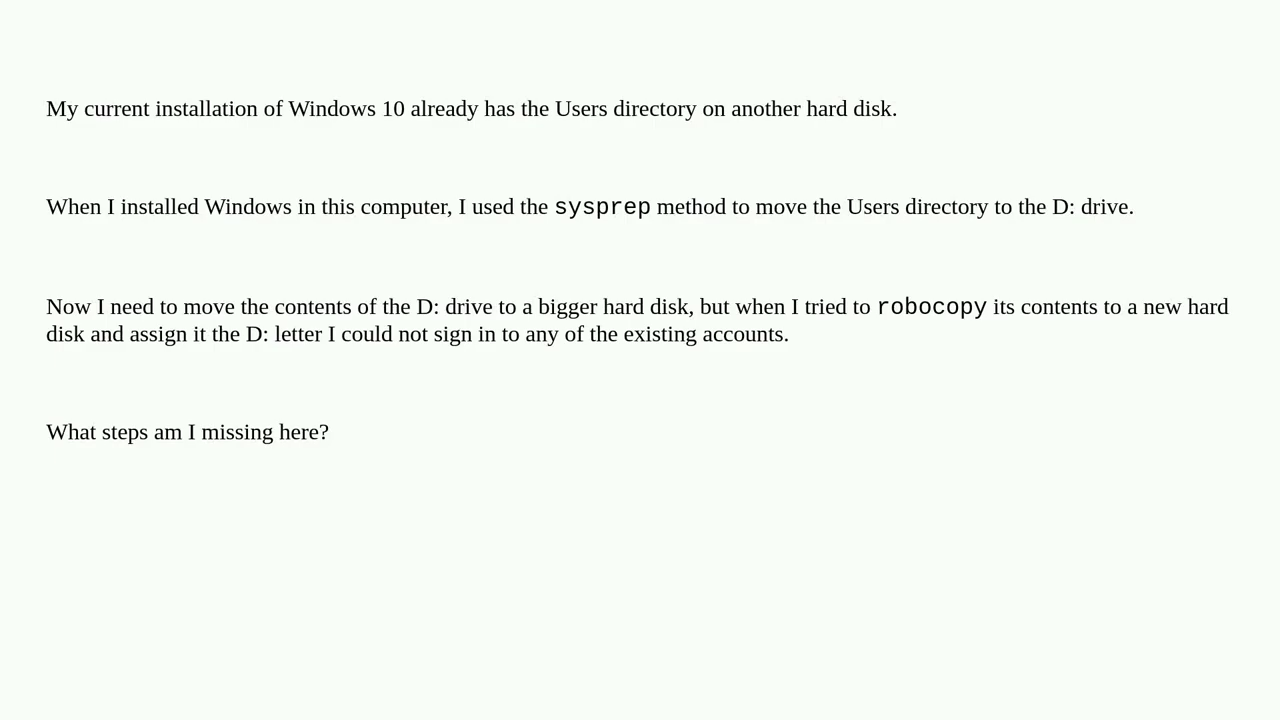 My current installation of Windows 10 already has the Users directory on another hard disk.
When I installed Windows in this computer, I used the sysprep method to move the Users directory to the D: drive.
Now I need to move the contents of the D: drive to a bigger hard disk, but when I tried to robocopy its contents to a new hard
disk and assign it the D: letter I could not sign in to any of the existing accounts.
What steps am I missing here?